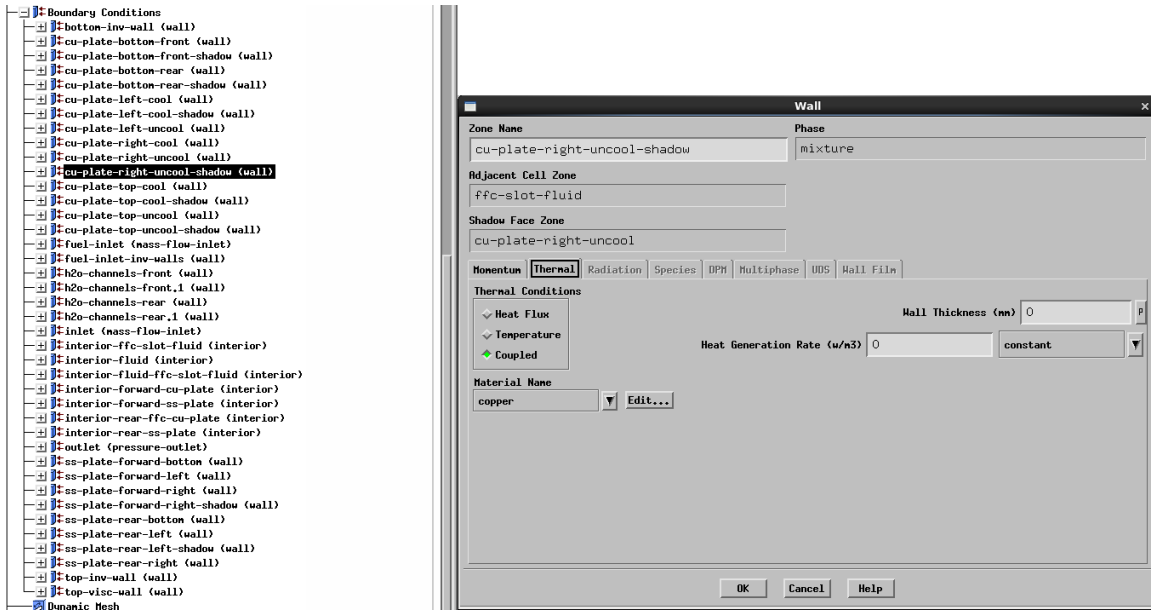 Boundary Conditions
bottom-inv-wall (wall)
cu-plate-bottom-front (wall)
cu-plate-bottom-front-shadow (wall)
cu-plate-bottom-rear (wall)
cu-plate-bottom-rear-shadow (wall)
cu-plate-left-cool (wall)
cu-plate-left-cool-shadow (wall)
cu-plate-left-uncool (wall)
cu-plate-right-cool (wall)
cu-plate-right-uncool (wall)
cu-plate-right-uncool-shadow (wall)
cu-plate-top-cool (wall)
cu-plate-top-cool-shadow (wall)
cu-plate-top-uncool (wall)
cu-plate-top-uncool-shadow (wall)
fuel-inlet (mass-flow-inlet)
fuel-inlet-inv-walls (wall)
h2o-channels-front (wall)
h2o-channels-front.1 (wall)
h2o-channels-rear (wall)
h2o-channels-rear.1 (wall)
inlet (mass-flow-inlet)
interior-ffc-slot-fluid (interior)
interior-fluid (interior)
interior-fluid-ffc-slot-fluid (interior)
interior-forward-cu-plate (interior)
interior-forward-ss-plate (interior)
interior-rear-ffc-cu-plate (interior)
interior-rear-ss-plate (interior)
outlet (pressure-outlet)
ss-plate-forward-bottom (wall)
ss-plate-forward-left (wall)
ss-plate-forward-right (wall)
ss-plate-forward-right-shadow (wall)
ss-plate-rear-bottom (wall)
ss-plate-rear-left (wall)
ss-plate-rear-left-shadow (wall)
ss-plate-rear-right (wall)
top-inv-wall (wall)
top-visc-wall (wall)
Dynamic Mesh
Wall
Zone Name Phase
cu-plate-right-uncool-shadow mixture
Adjacent Cell Zone
ffc-slot-fluid
Shadow Face Zone
cu-plate-right-uncool
Momentum Thermal Radiation Species DPM Multiphase UDS Wall Film
Thermal Conditions
Heat Flux
Temperature
Coupled
Wall Thickness (mm) 0 P
Heat Generation Rate (w/m3) 0 constant
Material Name
copper Edit...
OK Cancel Help